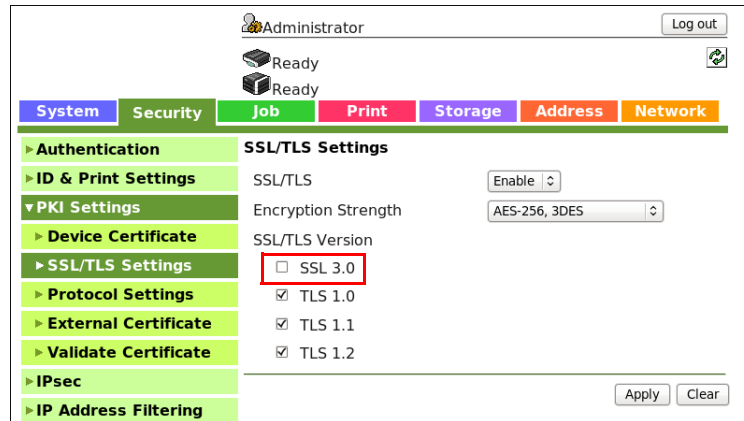 Administrator Log out
Ready
Ready
System Security Job Print Storage Address Network
Authentication
ID & Print Settings
PKI Settings
Device Certificate
SSL/TLS Settings
Protocol Settings
External Certificate
Validate Certificate
IPsec
IP Address Filtering
SSL/TLS Settings
SSL/TLS Enable
Encryption Strength AES-256, 3DES
SSL/TLS Version
SSL 3.0
TLS 1.0
TLS 1.1
TLS 1.2
Apply Clear